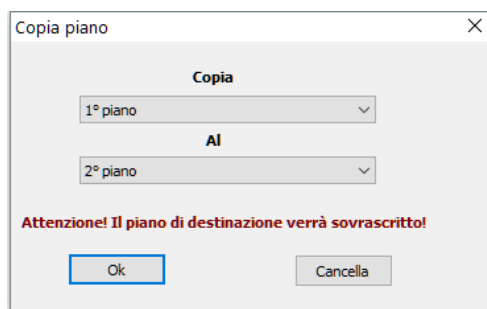 Copia piano
Copia
1° piano
Al
2° piano
Attenzione! Il piano di destinazione verrà sovrascritto!
Ok Cancella